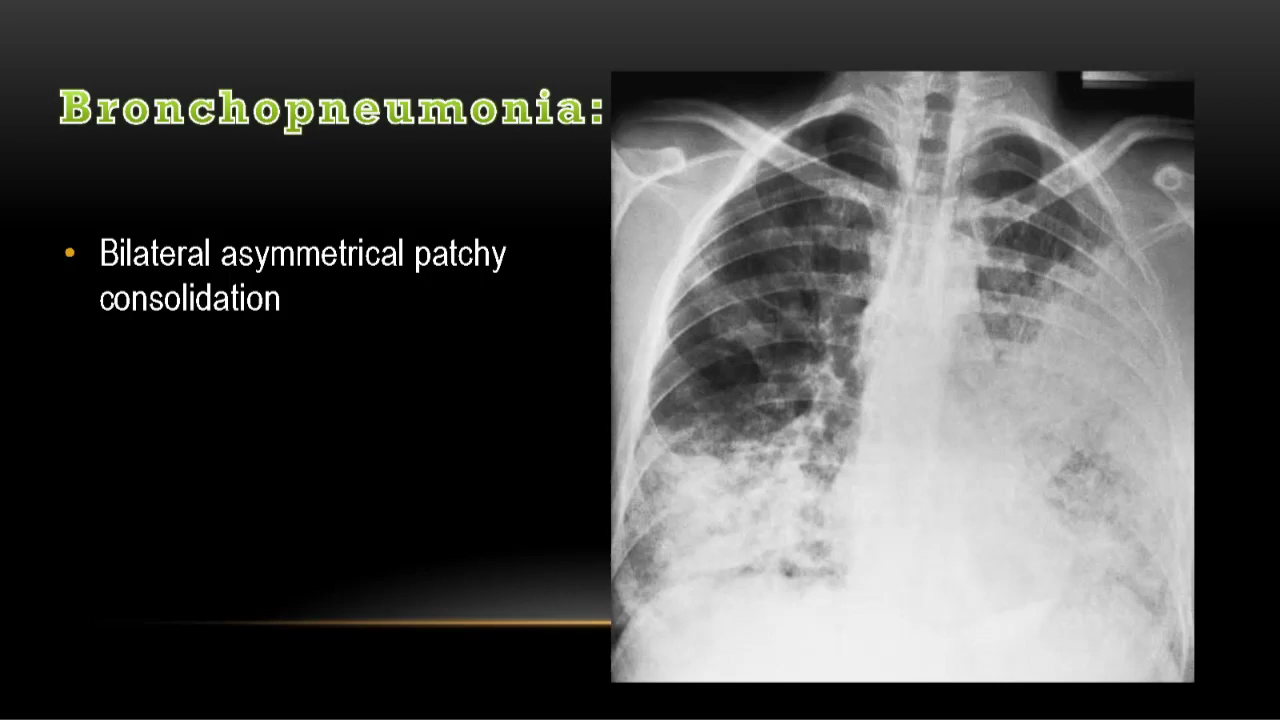 Bronchopneumonia:
• Bilateral asymmetrical patchy
consolidation